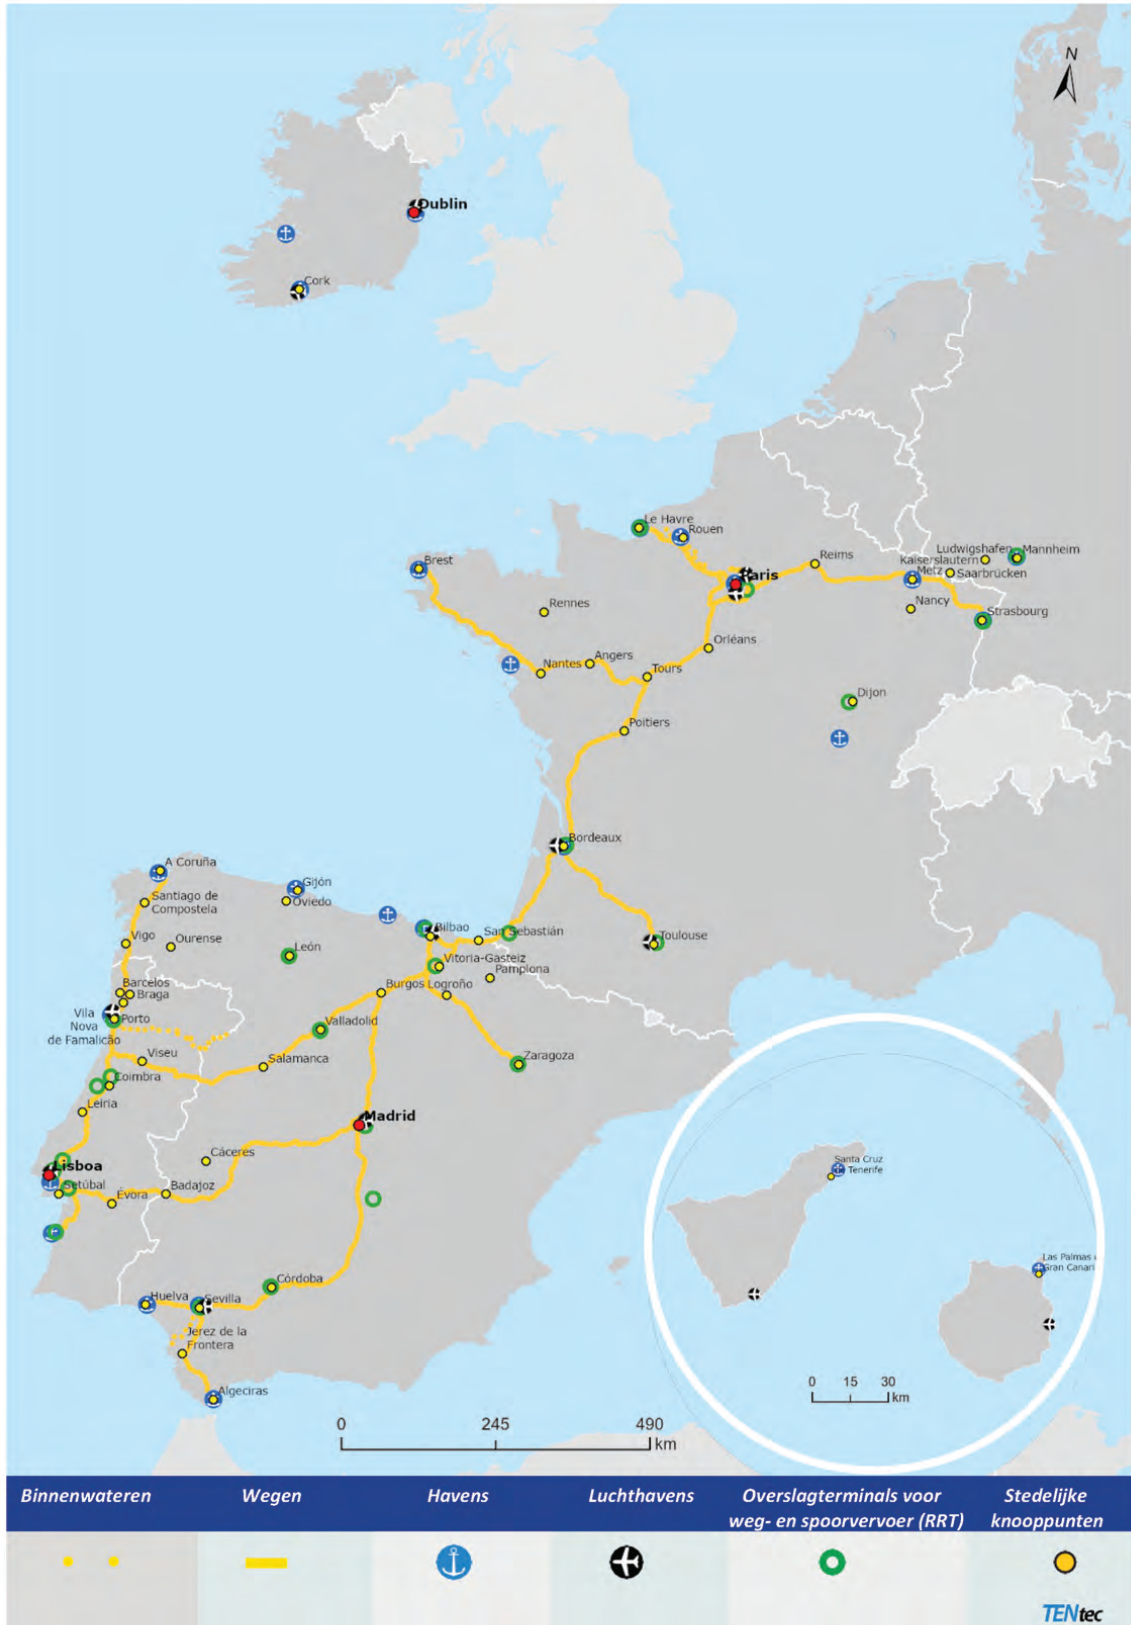 N
Dublin
Cork
Le Havre
Rouen
Brest
Rennes
Paris
Reims
Ludwigshafen
Mannheim
Kaiserslautern
Metz
Saarbrücken
Nancy
Strasbourg
Orléans
Angers
Nantes
Tours
Dijon
Poitiers
Bordeaux
Toulouse
A Coruña
Gijón
Oviedo
Santiago de
Compostela
Vigo
Ourense
León
Bilbao
San Sebastián
Vitoria-Gasteiz
Pamplona
Burgos
Logroño
Barcelos
Braga
Vila
Nova
de Famalicão
Porto
Valladolid
Viseu
Salamanca
Zaragoza
Coimbra
Leiria
Madrid
Lisboa
Cáceres
Setúbal
Évora
Badajoz
Córdoba
Huelva
Sevilla
Jerez de la
Frontera
Algeciras
Santa Cruz
Tenerife
Las Palmas
Gran Canari
0 15 30
km
0 245 490
km
Binnenwateren
Wegen
Havens
Luchthavens
Overslagterminals voor
weg- en spoorvervoer (RRT)
Stedelijke
knooppunten
TENtec